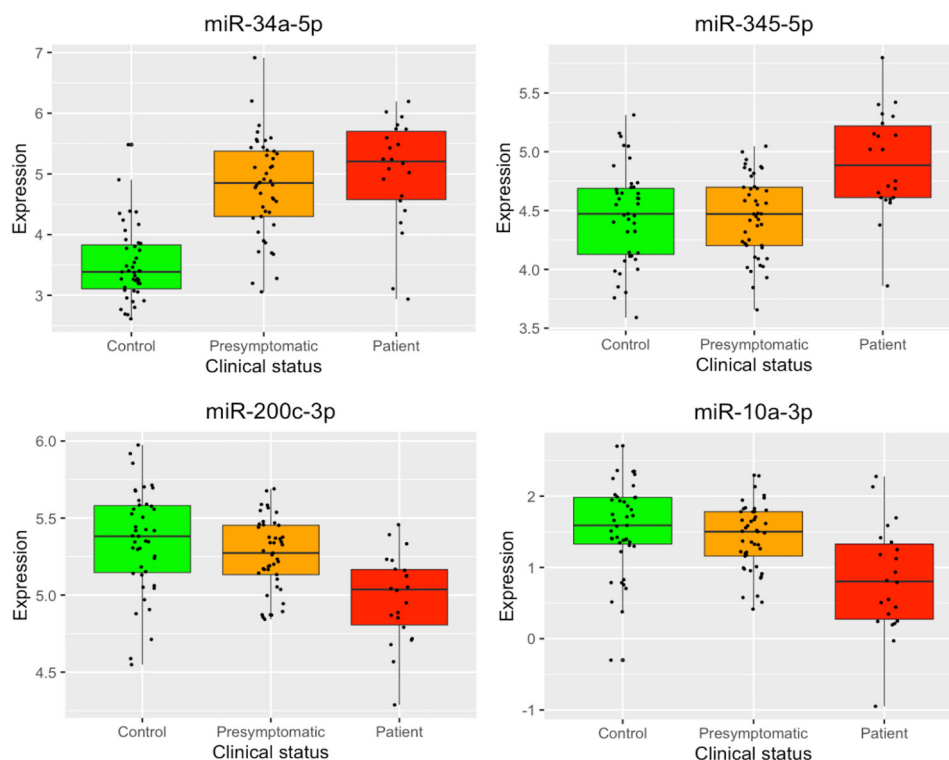 miR-34a-5p
Expression
7
6
5
4
3
Control Presymptomatic Patient
Clinical status
miR-345-5p
Expression
5.5
5.0
4.5
4.0
3.5
Control Presymptomatic Patient
Clinical status
miR-200c-3p
Expression
6.0
5.5
5.0
4.5
Control Presymptomatic Patient
Clinical status
miR-10a-3p
Expression
2
1
0
-1
Control Presymptomatic Patient
Clinical status